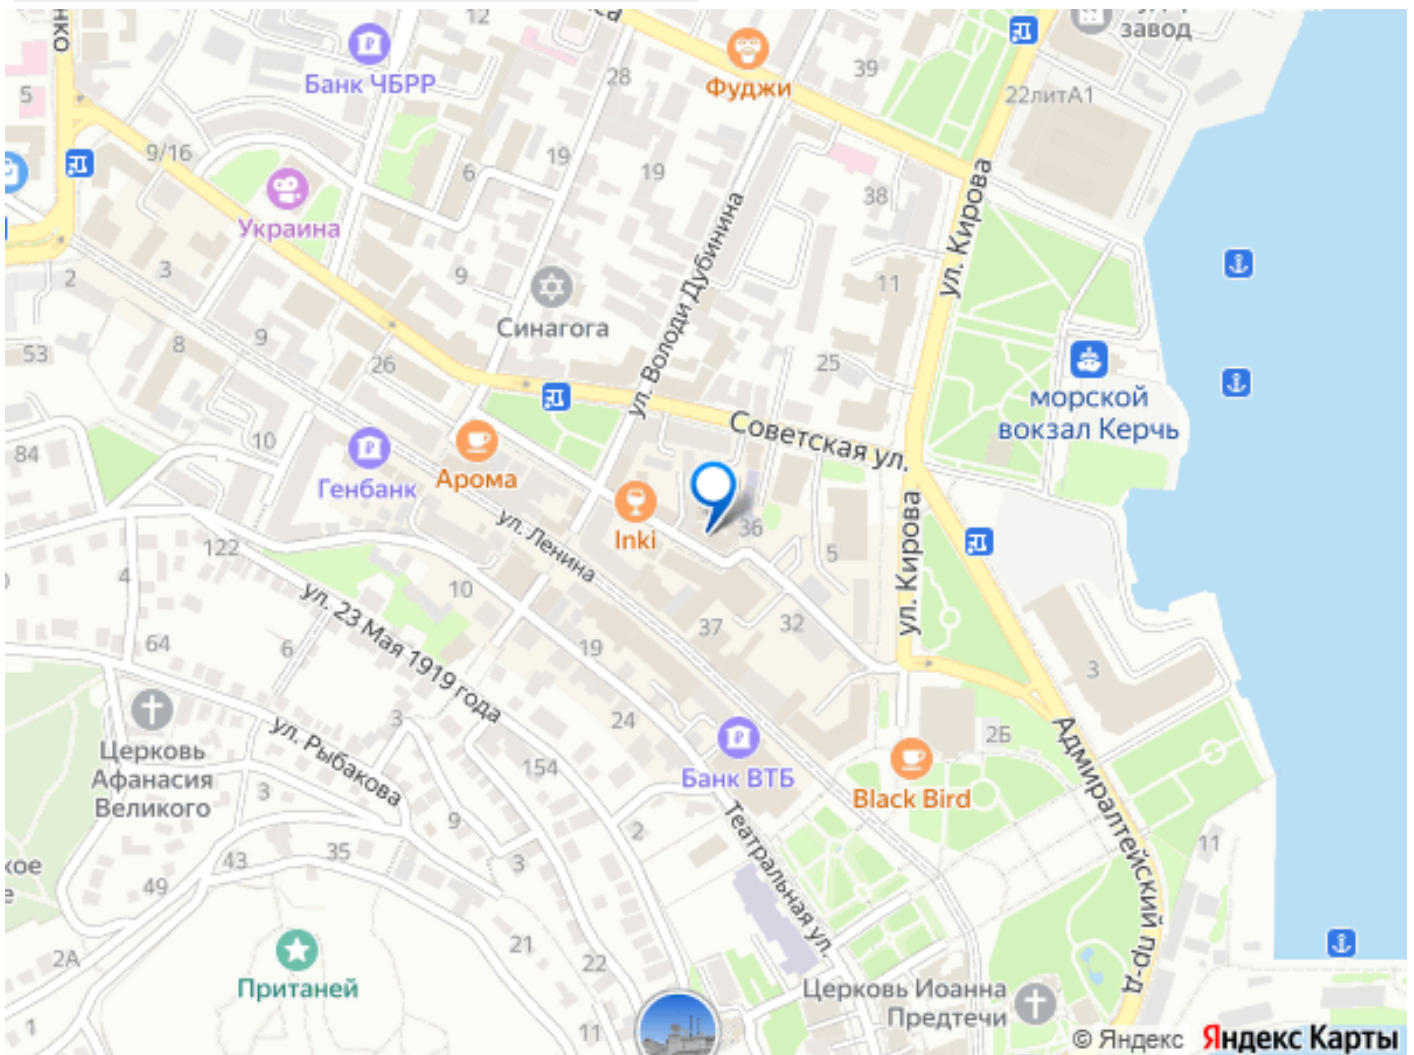 12
завод
Банк ЧБРР
28
Фуджи
39
5
22литА1
9/16
6
19
19
38
Украина
ул. Кирова
2
3
9
11
Синагога
ул. Володи Дубинина
53
8
9
26
25
морской
вокзал Керчь
Советская ул.
84
10
Генбанк
Арома
Inki
ул. Ленина
36
5
ул. Кирова
122
4
10
ул. 23 Мая 1919 года
64
6
19
37
32
3
Церковь
Афанасия
Великого
3
ул. Рыбакова
24
154
Банк ВТБ
2Б
Black Bird
Адмиралтейский пр-д
3
9
2
Театральная ул.
11
кое
е
43
35
3
49
2А
Пританей
21
22
Церковь Иоанна
Предтечи
1
11
© Яндекс Яндекс Карты